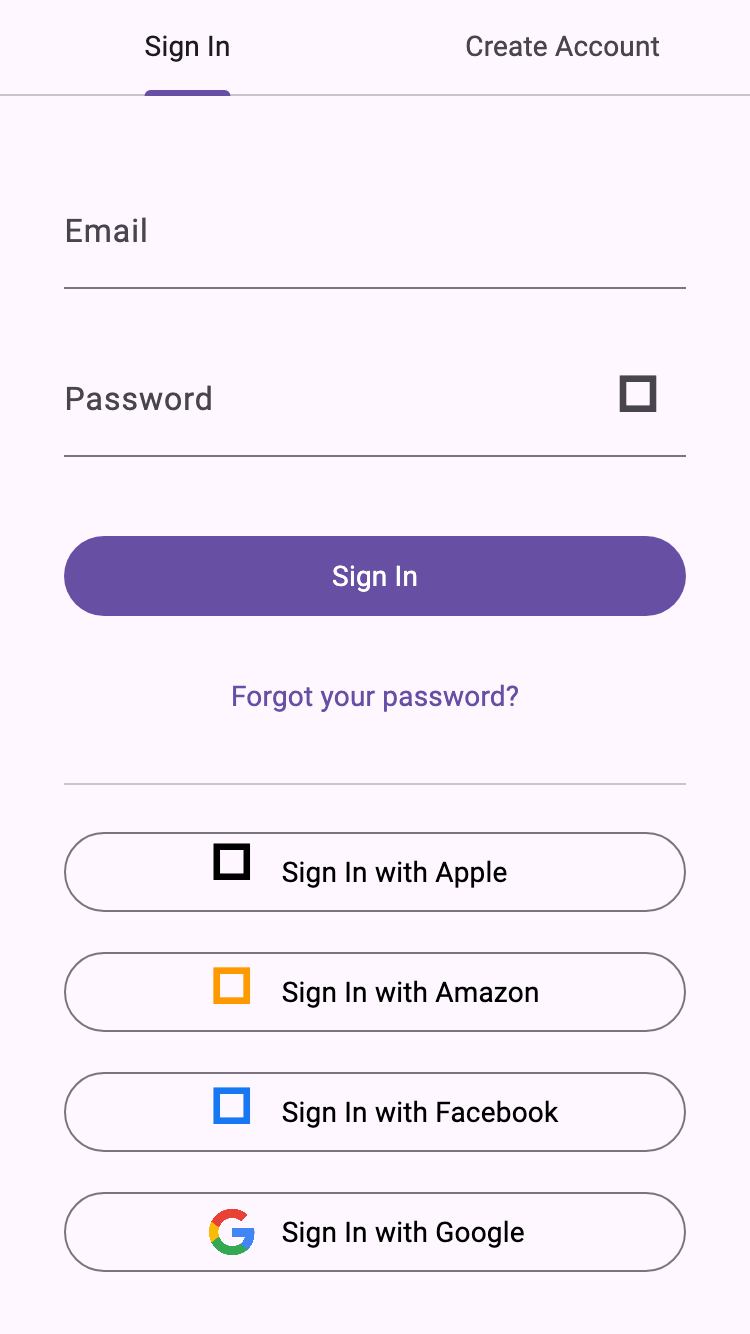 Sign In
Create Account
Email
Password
Sign In
Forgot your password?
Sign In with Apple
Sign In with Amazon
Sign In with Facebook
Sign In with Google